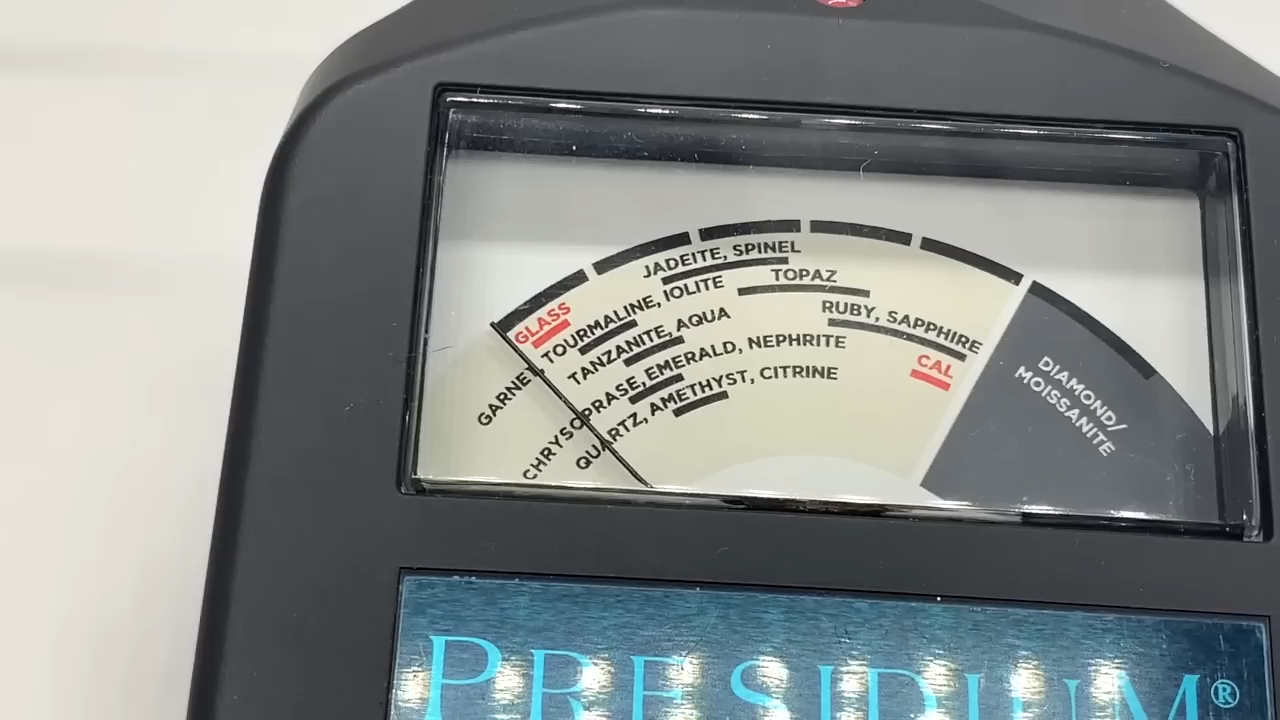 GLASS
JADEITE, SPINEL
TOPAZ
GARNET, TOURMALINE, IOLITE
RUBY, SAPPHIRE
TANZANITE, AQUA
CAL
CHRYSOPRASE, EMERALD, NEPHRITE
QUARTZ, AMETHYST, CITRINE
DIAMOND/
MOISSANITE
PRESIDIUM®